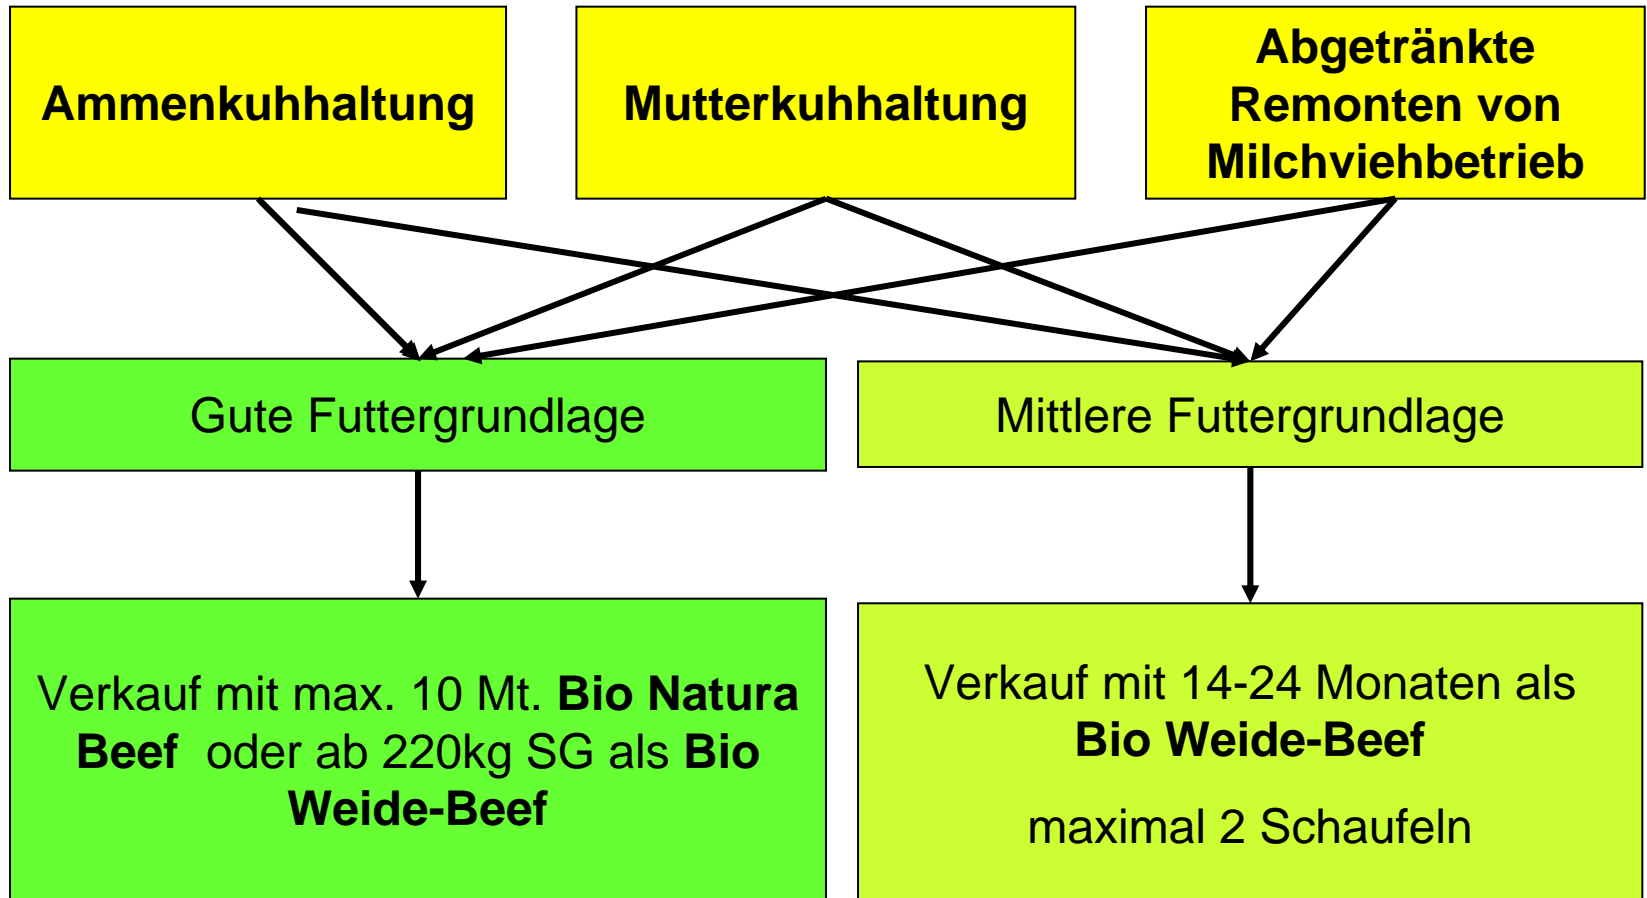 Ammenkuhhaltung
Mutterkuhhaltung
Abgetränkte
Remonten von
Milchviehbetrieb
Gute Futtergrundlage
Mittlere Futtergrundlage
Verkauf mit max. 10 Mt. Bio Natura
Beef oder ab 220kg SG als Bio
Weide-Beef
Verkauf mit 14-24 Monaten als
Bio Weide-Beef
maximal 2 Schaufeln